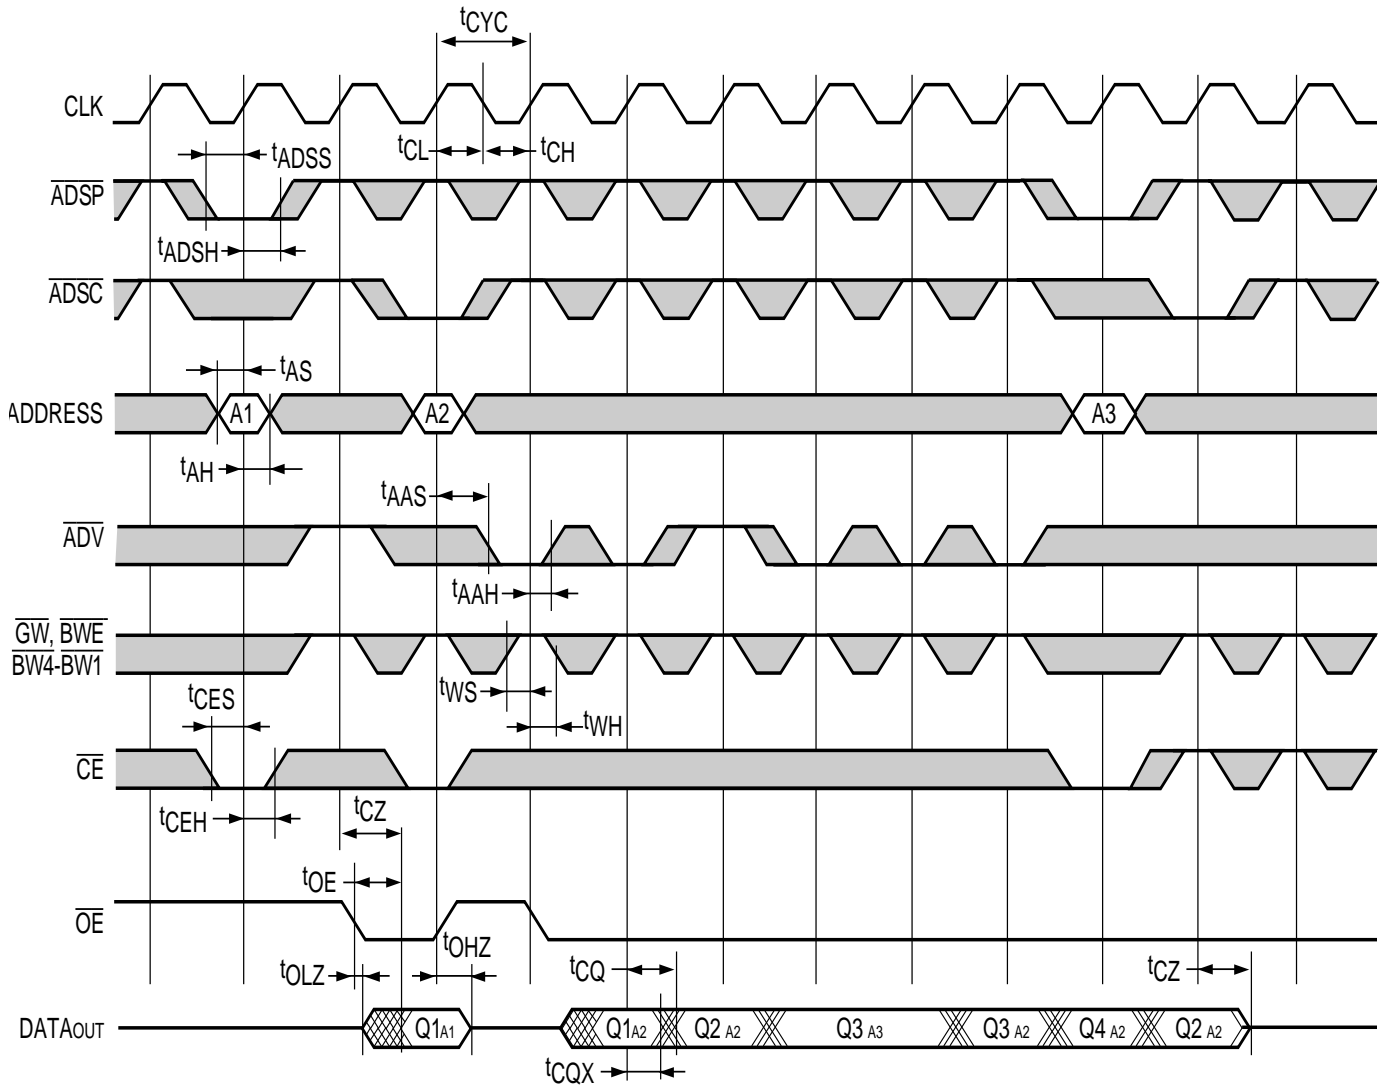 tCYC
CLK
tADSS
tCL
tCH
ADSP
tADSH
ADSC
tAS
ADDRESS
A1
A2
A3
tAH
tAAS
ADV
tAAH
GW, BWE
BW4-BW1
tWS
tCES
tWH
CE
tCEH
tCZ
tOE
OE
tOHZ
tOLZ
tCQ
tCZ
DATAOUT
Q1A1
Q1A2
Q2 A2
Q3 A3
Q3 A2
Q4 A2
Q2 A2
tCQX